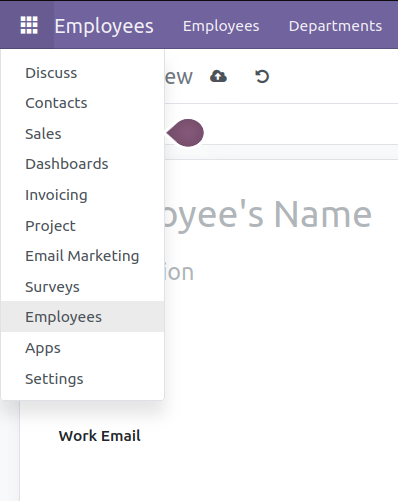 Employees Employees Departments
Discuss
ew
Contacts
Sales
Dashboards
Invoicing
oyee's Name
Project
Email Marketing
ion
Surveys
Employees
Apps
Settings
Work Email